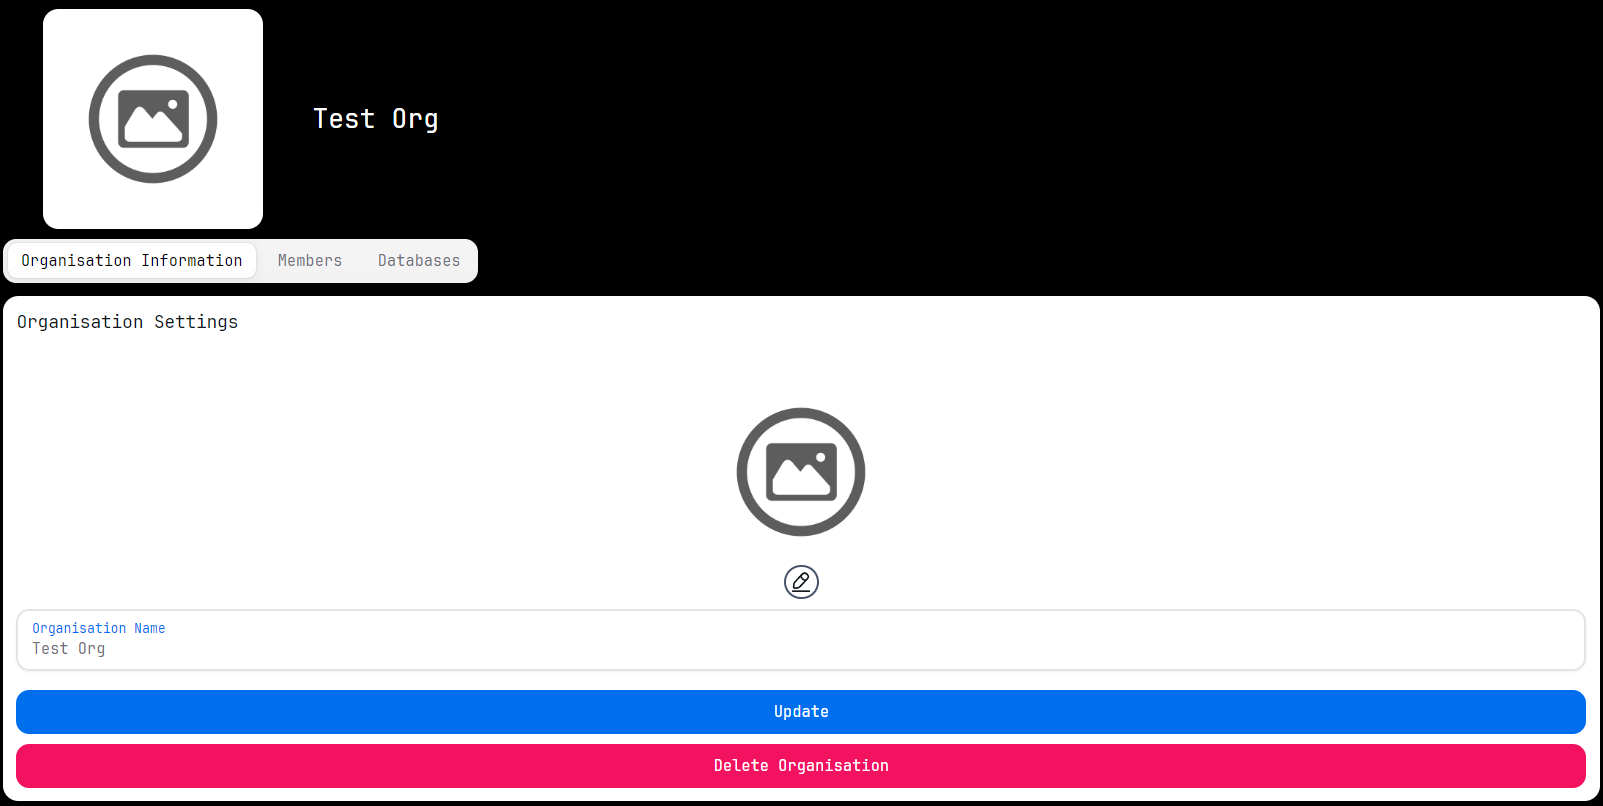 Test Org
Organisation Information
Members
Databases
Organisation Settings
Organisation Name
Test Org
Update
Delete Organisation